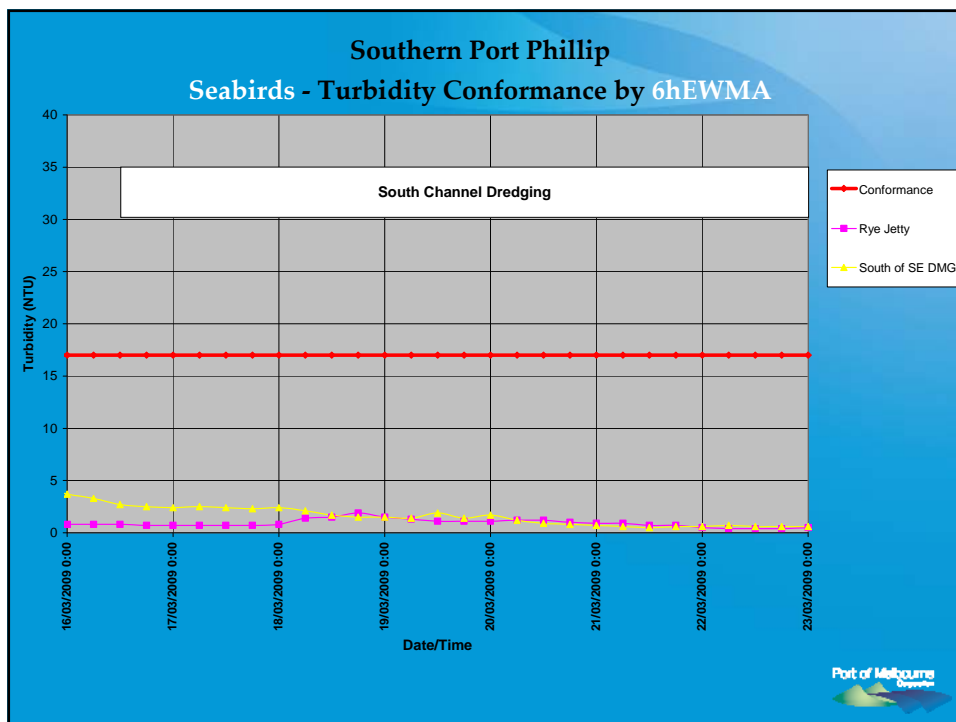 Southern Port Phillip
Seabirds - Turbidity Conformance by 6hEWMA
40
35
30
25
20
15
10
5
0
Turbidity (NTU)
South Channel Dredging
Conformance
Rye Jetty
South of SE DMG
16/03/2009 0:00
17/03/2009 0:00
18/03/2009 0:00
19/03/2009 0:00
20/03/2009 0:00
21/03/2009 0:00
22/03/2009 0:00
23/03/2009 0:00
Date/Time
Port of Melbourne
Corporation